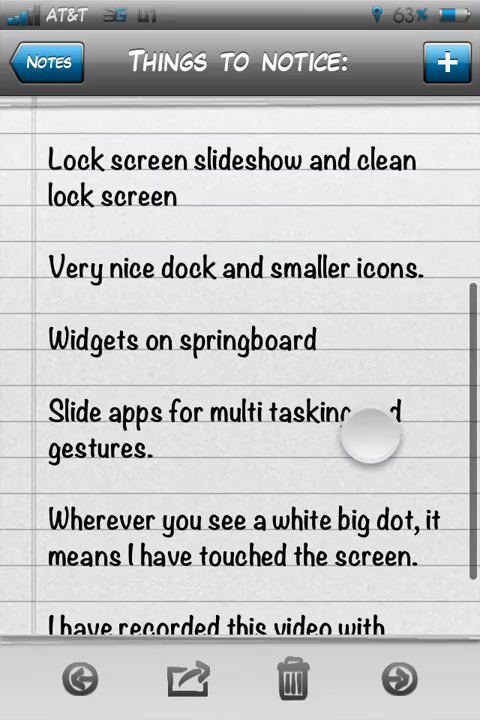 AT&T 3G 63%
Notes
Things to notice:
+
Lock screen slideshow and clean
lock screen
Very nice dock and smaller icons.
Widgets on springboard
Slide apps for multi tasking
gestures.
Wherever you see a white big dot, it
means I have touched the screen.
I have recorded this video with